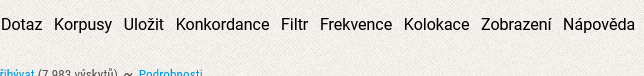 Dotaz Korpusy Uložit Konkordance Filtr Frekvence Kolokace Zobrazení Nápověda
(7 983 výskytů) ~ Podrobnosti